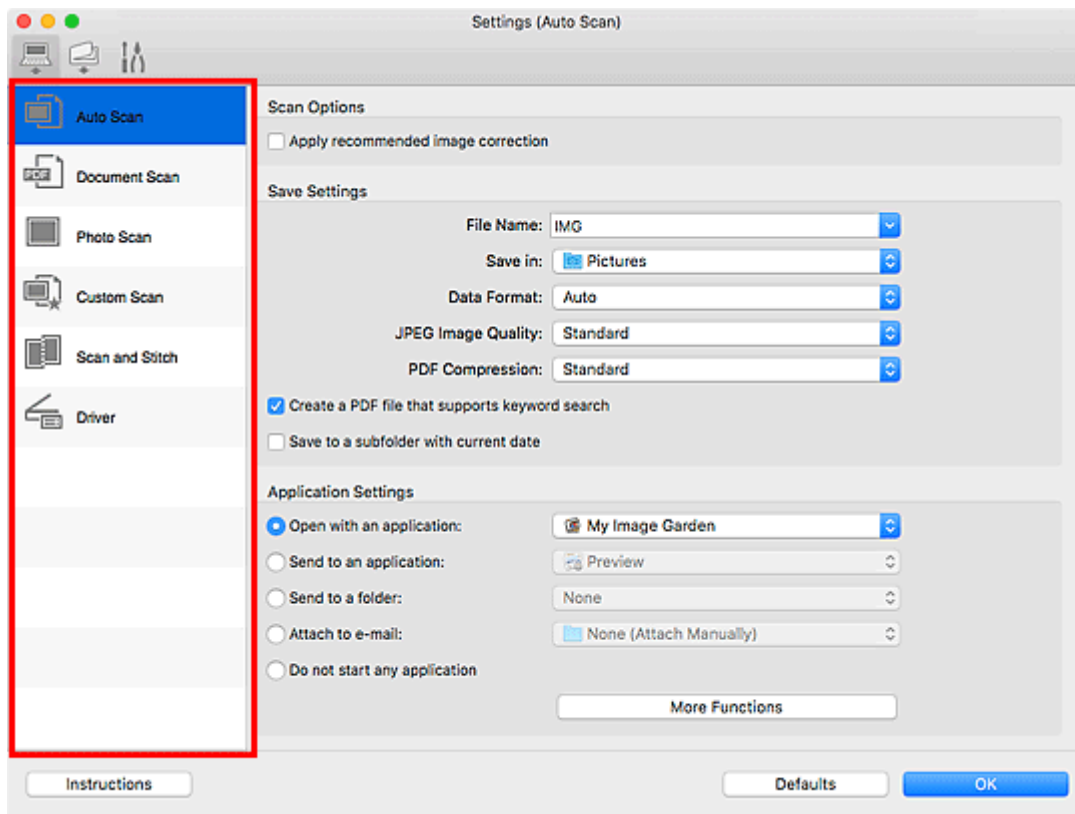 Settings (Auto Scan)
Auto Scan
PDF
Document Scan
Photo Scan
Custom Scan
Scan and Stitch
Driver
Scan Options
Apply recommended image correction
Save Settings
File Name: IMG
Save in: Pictures
Data Format: Auto
JPEG Image Quality: Standard
PDF Compression: Standard
Create a PDF file that supports keyword search
Save to a subfolder with current date
Application Settings
Open with an application: My Image Garden
Send to an application: Preview
Send to a folder: None
Attach to e-mail: None (Attach Manually)
Do not start any application
More Functions
Instructions
Defaults
OK